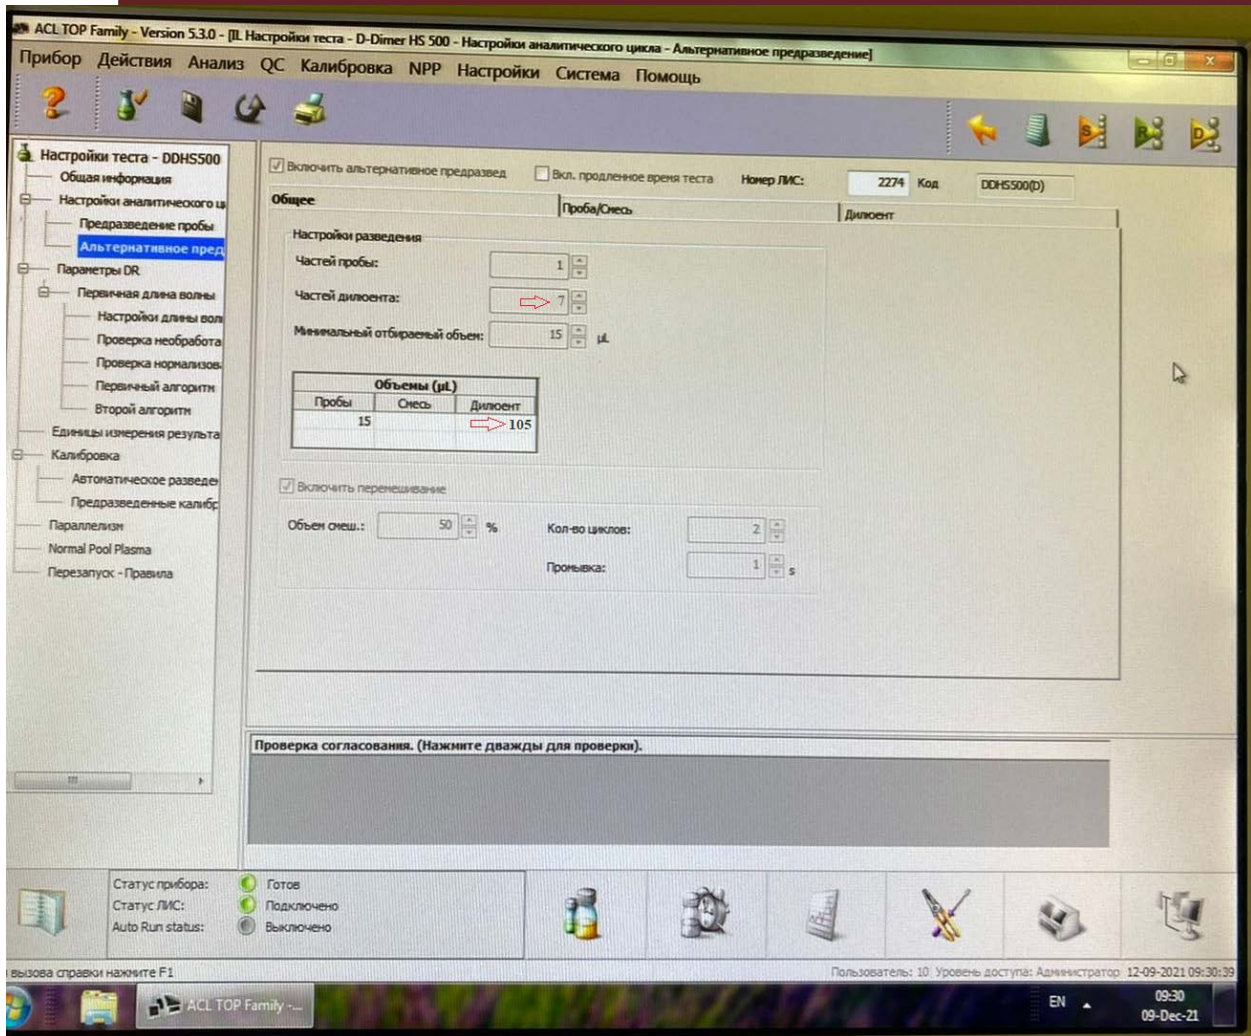 ACL TOP Family - Version 5.3.0 - [IL Настройки теста - D-Dimer HS 500 - Настройки аналитического цикла - Альтернативное предразведение]
Прибор Действия Анализ QC Калибровка NPP Настройки Система Помощь
S R D
Настройки теста - DDHS500
Общая информация
Настройки аналитического ц
Предразведение пробы
Альтернативное пред
Параметры DR
Первичная длина волны
Настройки длины вол
Проверка необработа
Проверка нормализов
Первичный алгоритм
Второй алгоритм
Единицы измерения результа
Калибровка
Автоматическое разведен
Предразведенные калибр
Параллелизм
Normal Pool Plasma
Перезапуск - Правила
Включить альтернативное предразвед
Вкл. продленное время теста
Номер ЛИС: 2274 Код DDHS500(D)
Общее Проба/Смесь Дилюент
Настройки разведения
Частей пробы: 1
Частей дилюента: 7
Минимальный отбираемый объем: 15 µL
Объемы (µL)
Пробы Смесь Дилюент
15 105
Включить перемешивание
Объем смеш.: 50 % Кол-во циклов: 2
Промывка: 1 s
Проверка согласования. (Нажмите дважды для проверки).
Статус прибора: Готов
Статус ЛИС: Подключено
Auto Run status: Выключено
вызова справки нажмите F1
Пользователь: 10 Уровень доступа: Администратор 12-09-2021 09:30:39
ACL TOP Family -...
EN
09:30
09-Dec-21